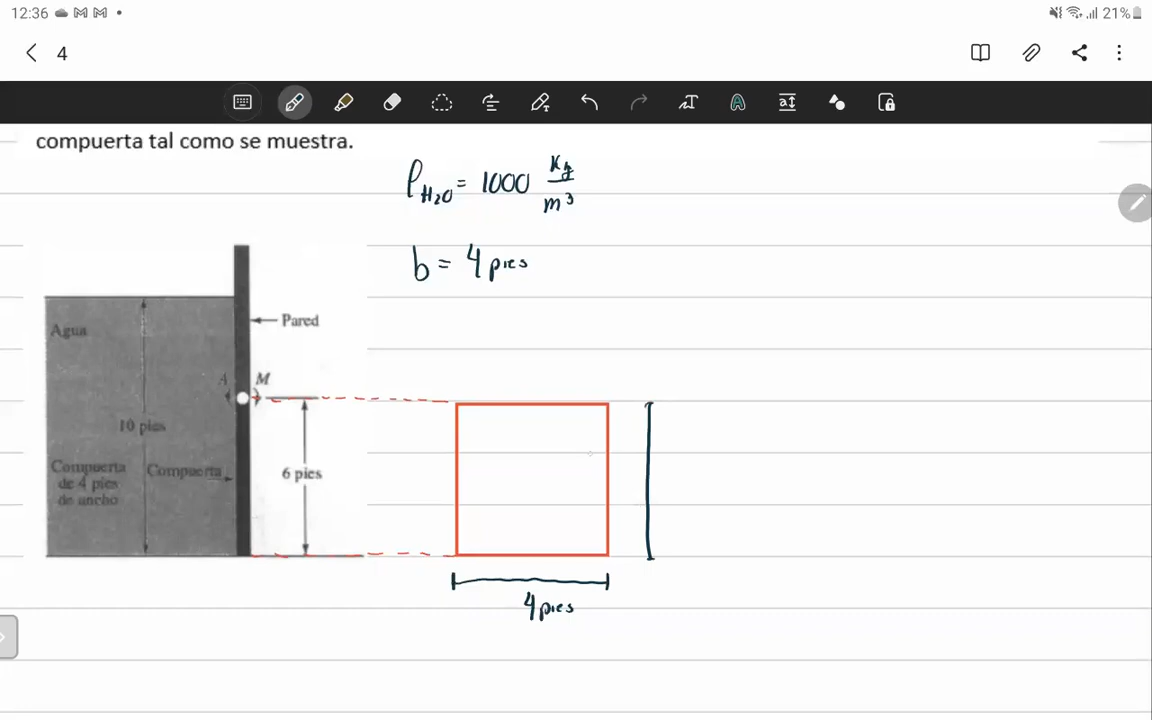 12:36
21%
4
compuerta tal como se muestra.
ρH₂O = 1000 Kg/m³
b = 4 pies
Agua
Pared
A M
10 pies
Compuerta de 4 pies de ancho
Compuerta
6 pies
4 pies